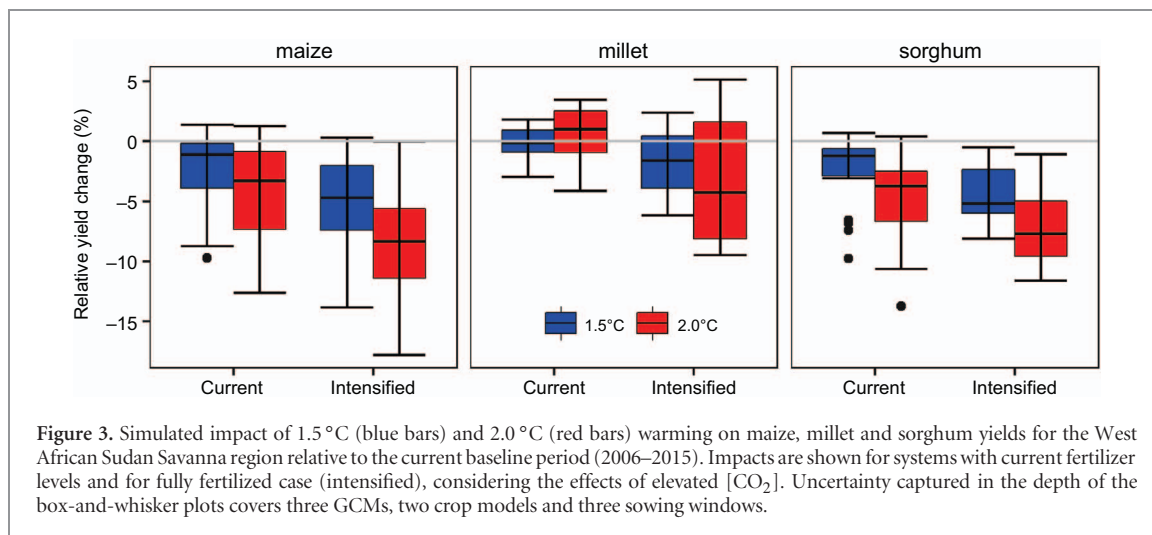 maize millet sorghum
Relative yield change (%)
5
0
–5
–10
–15
1.5°C 2.0°C
Current Intensified Current Intensified Current Intensified
Figure 3. Simulated impact of 1.5 °C (blue bars) and 2.0 °C (red bars) warming on maize, millet and sorghum yields for the West
African Sudan Savanna region relative to the current baseline period (2006–2015). Impacts are shown for systems with current fertilizer
levels and for fully fertilized case (intensified), considering the effects of elevated [CO2]. Uncertainty captured in the depth of the
box-and-whisker plots covers three GCMs, two crop models and three sowing windows.